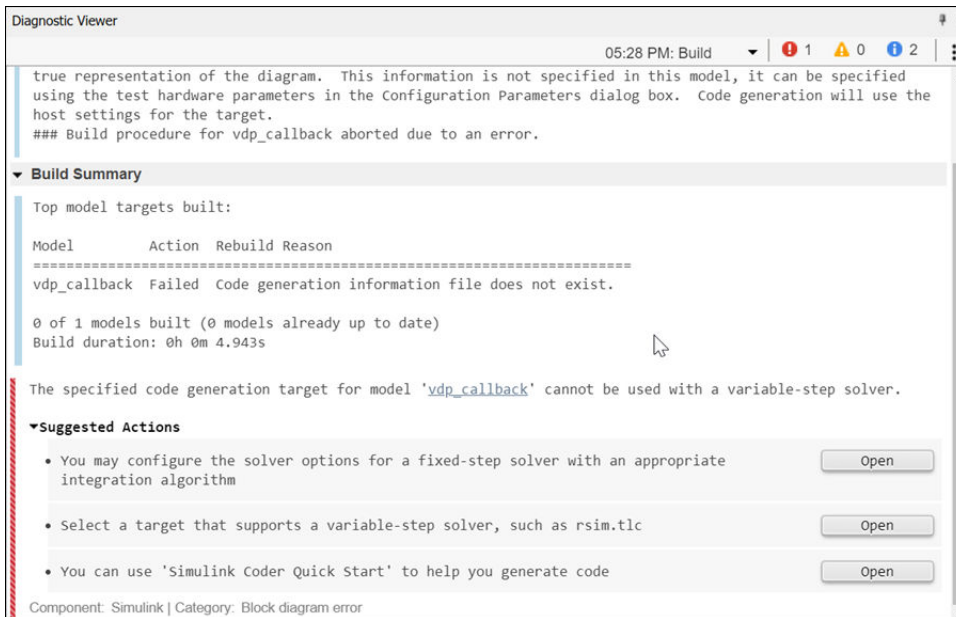 Diagnostic Viewer
05:28 PM: Build 1 0 2
true representation of the diagram. This information is not specified in this model, it can be specified
using the test hardware parameters in the Configuration Parameters dialog box. Code generation will use the
host settings for the target.
### Build procedure for vdp_callback aborted due to an error.
Build Summary
Top model targets built:
Model Action Rebuild Reason
========================================================================
vdp_callback Failed Code generation information file does not exist.
0 of 1 models built (0 models already up to date)
Build duration: 0h 0m 4.943s
The specified code generation target for model 'vdp_callback' cannot be used with a variable-step solver.
Suggested Actions
• You may configure the solver options for a fixed-step solver with an appropriate
integration algorithm
Open
• Select a target that supports a variable-step solver, such as rsim.tlc
Open
• You can use 'Simulink Coder Quick Start' to help you generate code
Open
Component: Simulink | Category: Block diagram error